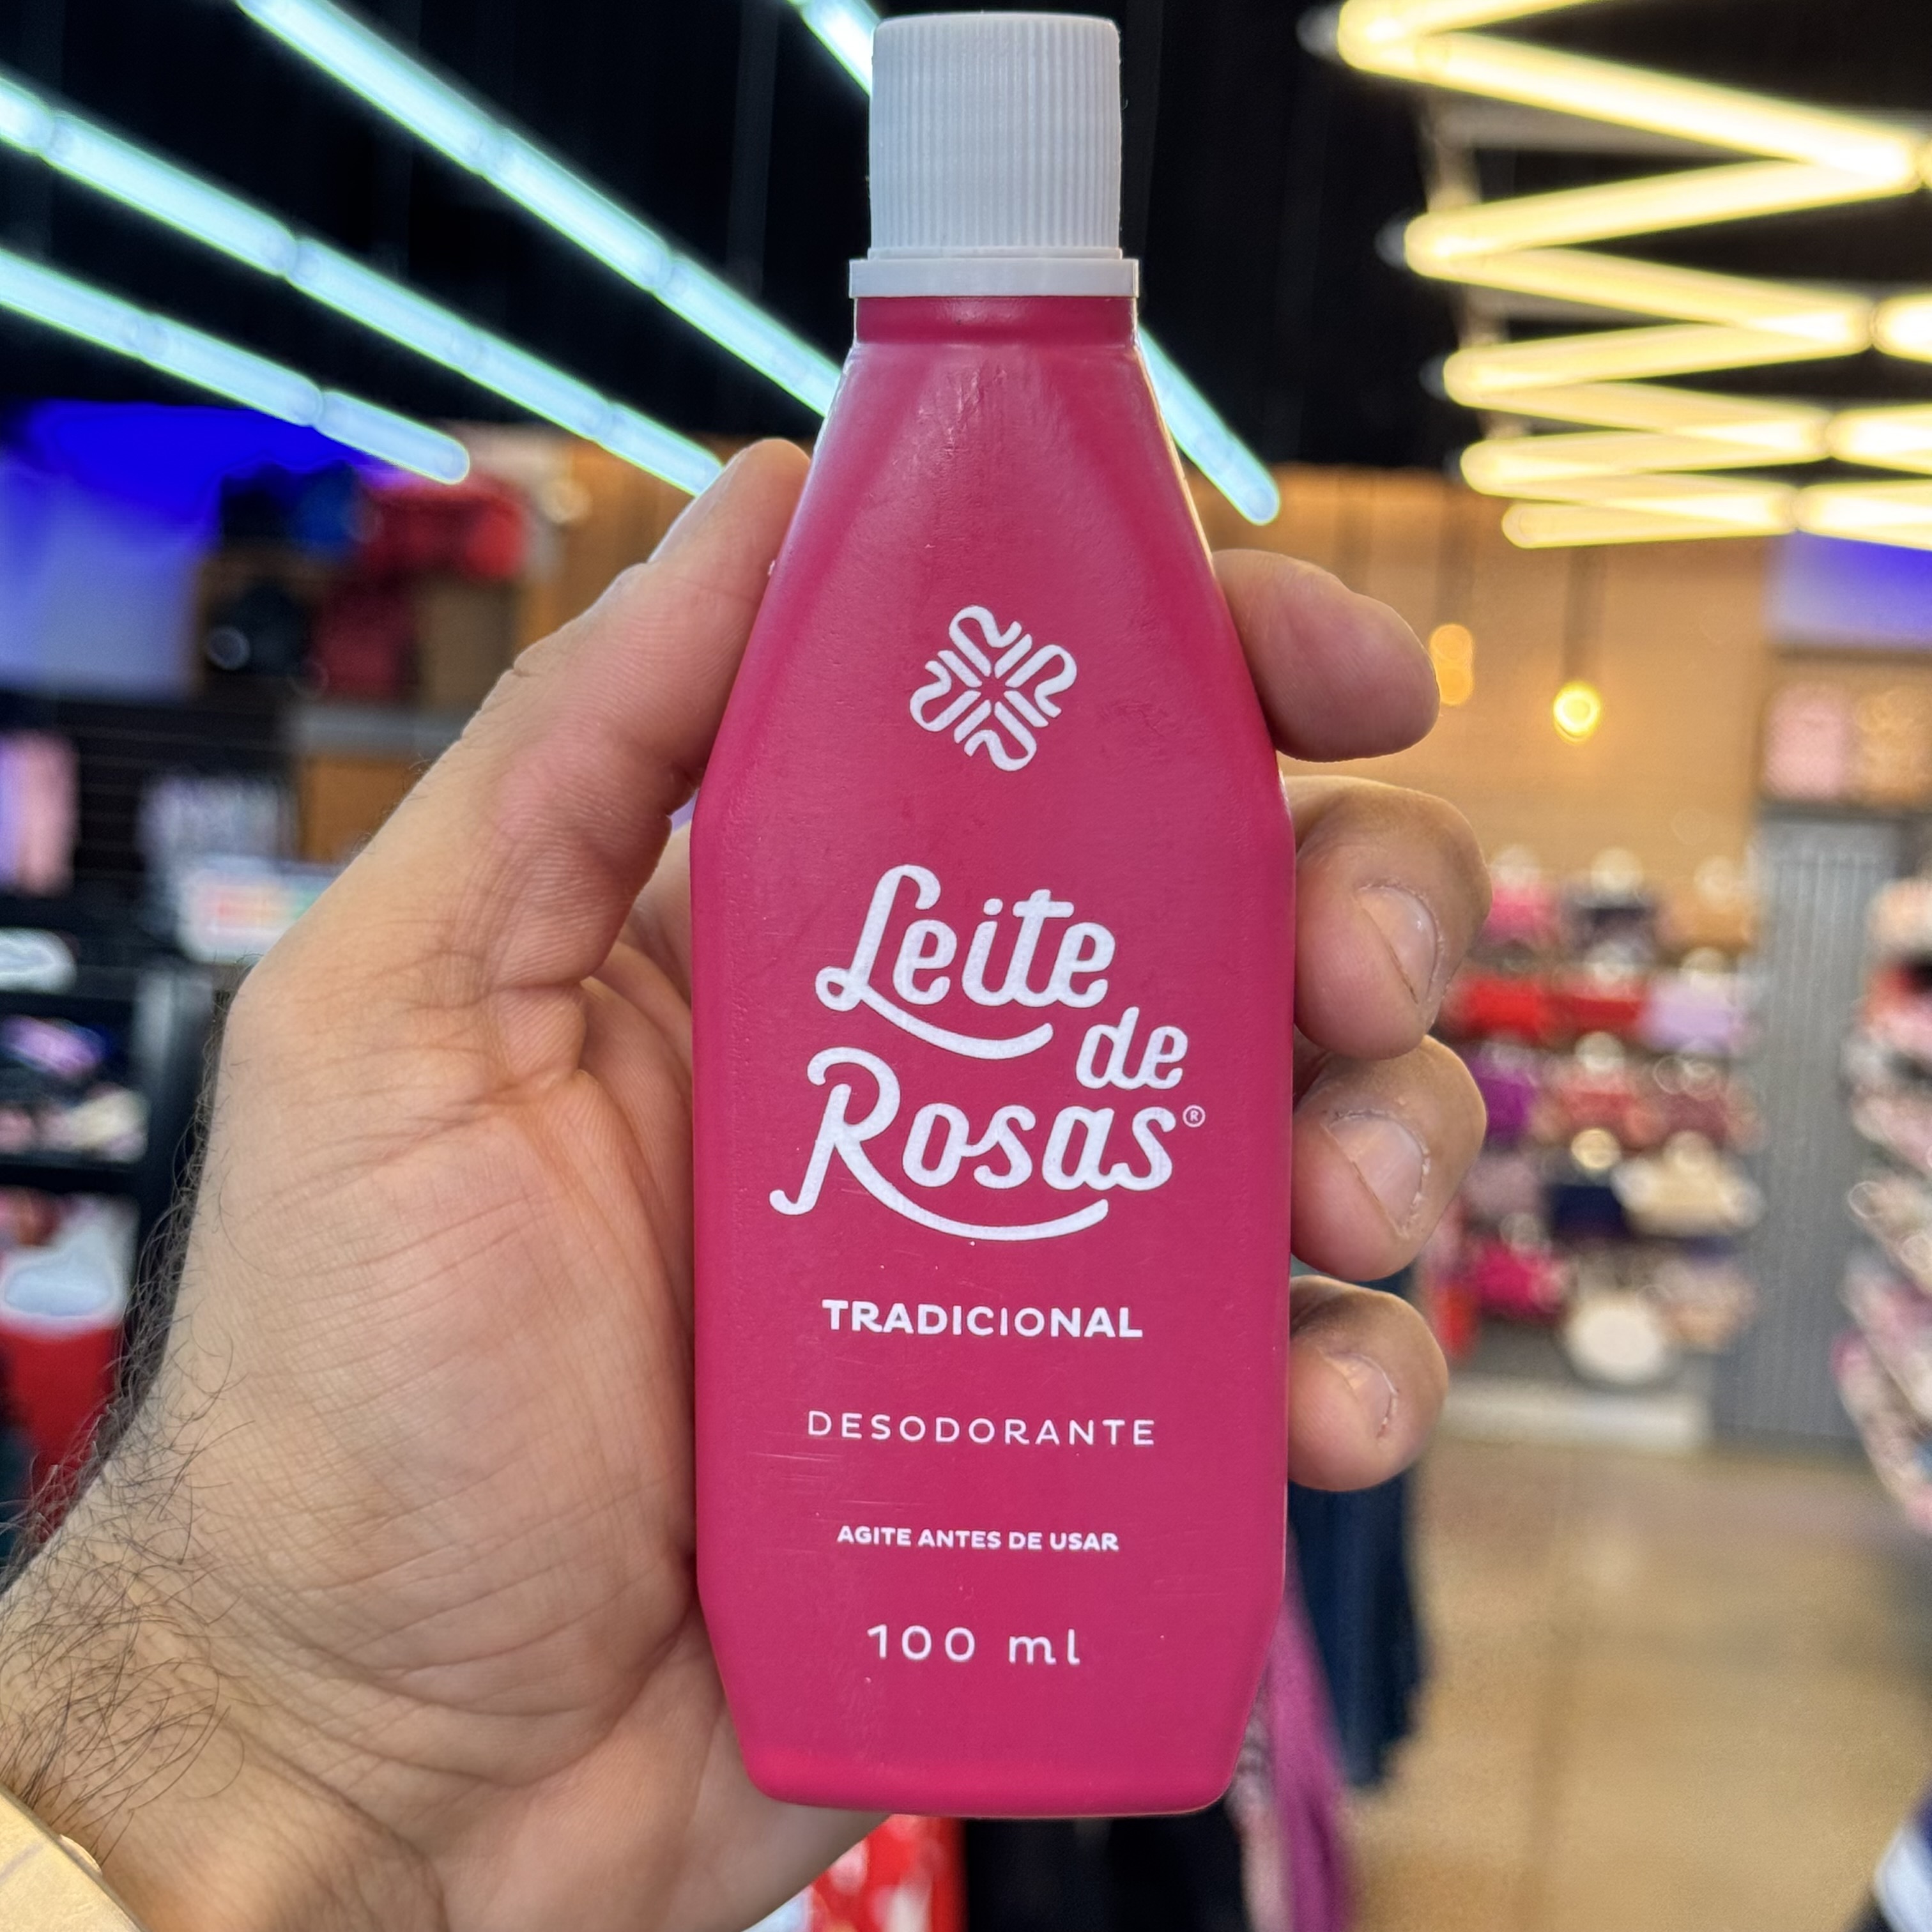 Leite
de
Rosas®
TRADICIONAL
DESODORANTE
AGITE ANTES DE USAR
100 ml